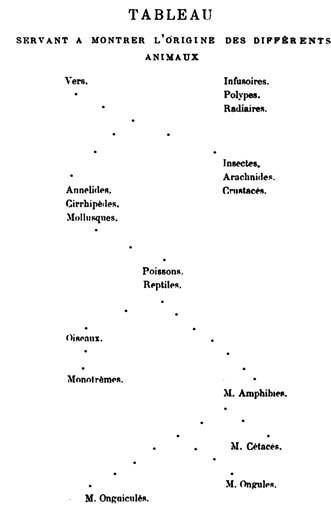 TABLEAU
SERVANT A MONTRER L'ORIGINE DES DIFFÉRENTS
ANIMAUX
Vers.
Infusoires.
Polypes.
Radiaires.
Insectes,
Arachnides.
Crustacés.
Annelides.
Cirrhipèdes.
Mollusques.
Poissons.
Reptiles.
Oiseaux.
Monotrèmes.
M. Amphibies.
M. Cétacés.
M. Ongules.
M. Onguiculés.